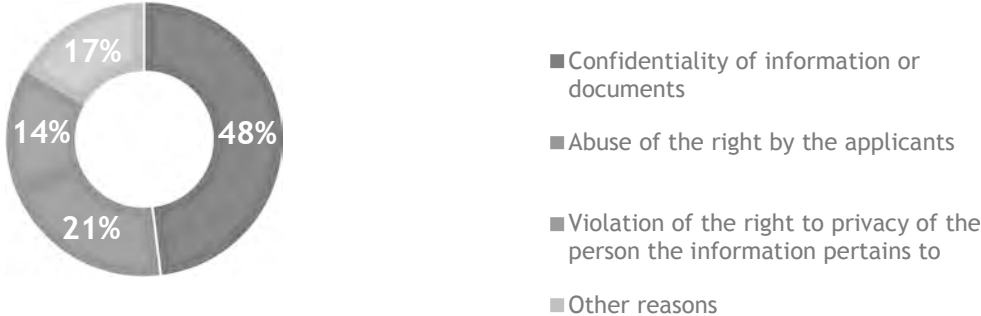 17%
14%
48%
21%
Confidentiality of information or
documents
Abuse of the right by the applicants
Violation of the right to privacy of the
person the information pertains to
Other reasons